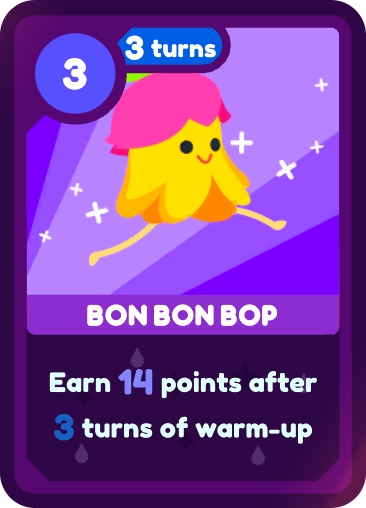 3
3 turns
BON BON BOP
Earn 14 points after
3 turns of warm-up